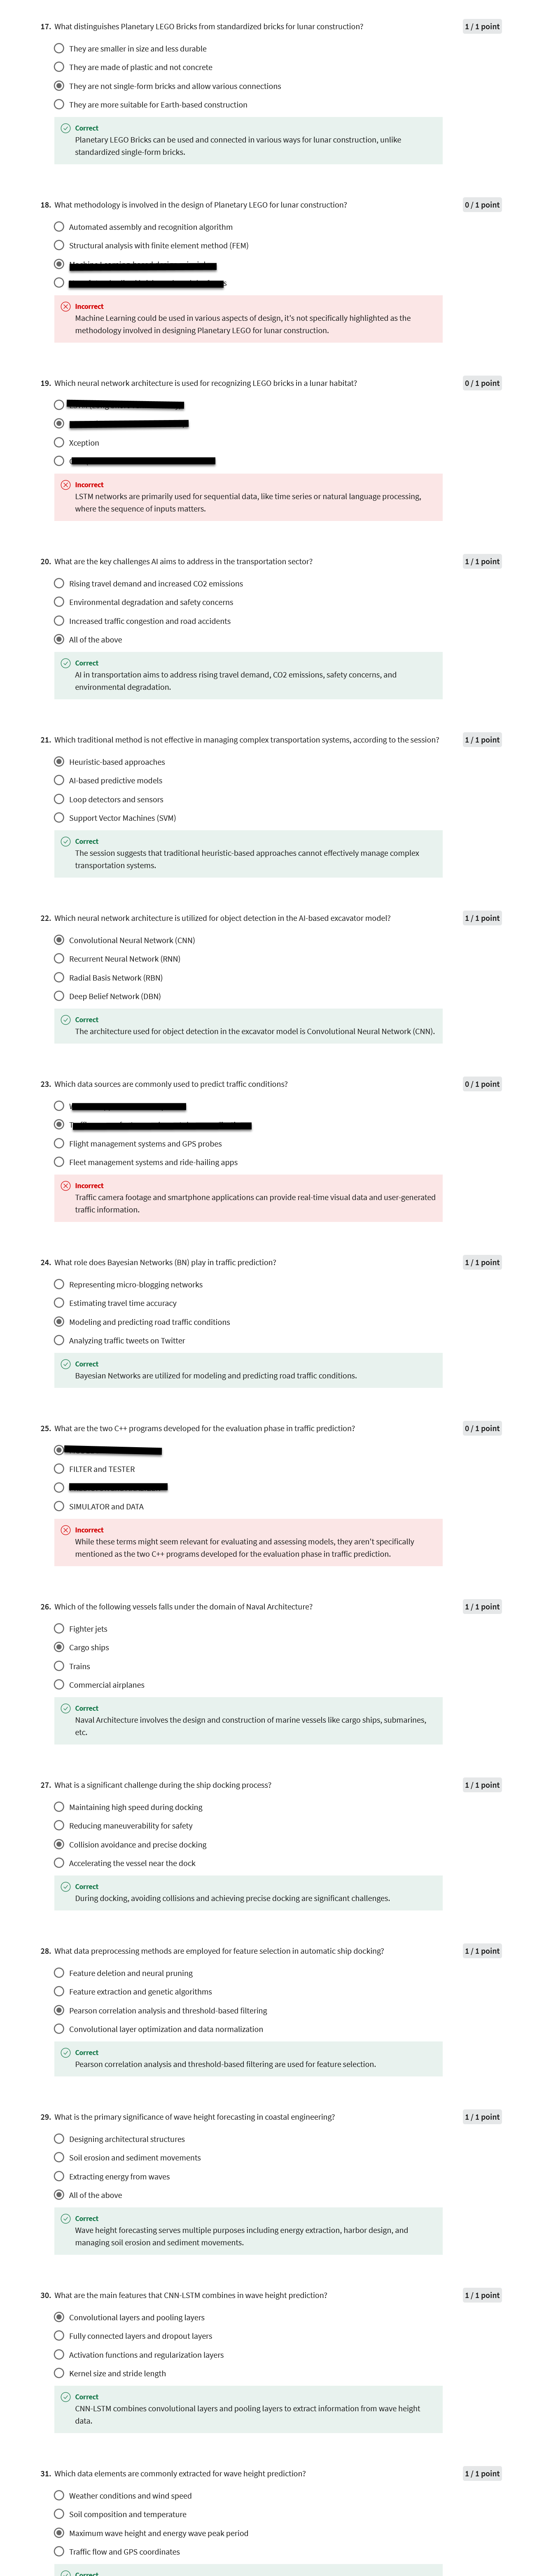 17. What distinguishes Planetary LEGO Bricks from standardized bricks for lunar construction?
1 / 1 point
They are smaller in size and less durable
They are made of plastic and not concrete
They are not single-form bricks and allow various connections
They are more suitable for Earth-based construction
Correct
Planetary LEGO Bricks can be used and connected in various ways for lunar construction, unlike
standardized single-form bricks.
18. What methodology is involved in the design of Planetary LEGO for lunar construction?
0 / 1 point
Automated assembly and recognition algorithm
Structural analysis with finite element method (FEM)
Incorrect
Machine Learning could be used in various aspects of design, it's not specifically highlighted as the
methodology involved in designing Planetary LEGO for lunar construction.
19. Which neural network architecture is used for recognizing LEGO bricks in a lunar habitat?
0 / 1 point
Xception
Incorrect
LSTM networks are primarily used for sequential data, like time series or natural language processing,
where the sequence of inputs matters.
20. What are the key challenges AI aims to address in the transportation sector?
1 / 1 point
Rising travel demand and increased CO2 emissions
Environmental degradation and safety concerns
Increased traffic congestion and road accidents
All of the above
Correct
AI in transportation aims to address rising travel demand, CO2 emissions, safety concerns, and
environmental degradation.
21. Which traditional method is not effective in managing complex transportation systems, according to the session?
1 / 1 point
Heuristic-based approaches
AI-based predictive models
Loop detectors and sensors
Support Vector Machines (SVM)
Correct
The session suggests that traditional heuristic-based approaches cannot effectively manage complex
transportation systems.
22. Which neural network architecture is utilized for object detection in the AI-based excavator model?
1 / 1 point
Convolutional Neural Network (CNN)
Recurrent Neural Network (RNN)
Radial Basis Network (RBN)
Deep Belief Network (DBN)
Correct
The architecture used for object detection in the excavator model is Convolutional Neural Network (CNN).
23. Which data sources are commonly used to predict traffic conditions?
0 / 1 point
Flight management systems and GPS probes
Fleet management systems and ride-hailing apps
Incorrect
Traffic camera footage and smartphone applications can provide real-time visual data and user-generated
traffic information.
24. What role does Bayesian Networks (BN) play in traffic prediction?
1 / 1 point
Representing micro-blogging networks
Estimating travel time accuracy
Modeling and predicting road traffic conditions
Analyzing traffic tweets on Twitter
Correct
Bayesian Networks are utilized for modeling and predicting road traffic conditions.
25. What are the two C++ programs developed for the evaluation phase in traffic prediction?
0 / 1 point
FILTER and TESTER
SIMULATOR and DATA
Incorrect
While these terms might seem relevant for evaluating and assessing models, they aren't specifically
mentioned as the two C++ programs developed for the evaluation phase in traffic prediction.
26. Which of the following vessels falls under the domain of Naval Architecture?
1 / 1 point
Fighter jets
Cargo ships
Trains
Commercial airplanes
Correct
Naval Architecture involves the design and construction of marine vessels like cargo ships, submarines,
etc.
27. What is a significant challenge during the ship docking process?
1 / 1 point
Maintaining high speed during docking
Reducing maneuverability for safety
Collision avoidance and precise docking
Accelerating the vessel near the dock
Correct
During docking, avoiding collisions and achieving precise docking are significant challenges.
28. What data preprocessing methods are employed for feature selection in automatic ship docking?
1 / 1 point
Feature deletion and neural pruning
Feature extraction and genetic algorithms
Pearson correlation analysis and threshold-based filtering
Convolutional layer optimization and data normalization
Correct
Pearson correlation analysis and threshold-based filtering are used for feature selection.
29. What is the primary significance of wave height forecasting in coastal engineering?
1 / 1 point
Designing architectural structures
Soil erosion and sediment movements
Extracting energy from waves
All of the above
Correct
Wave height forecasting serves multiple purposes including energy extraction, harbor design, and
managing soil erosion and sediment movements.
30. What are the main features that CNN-LSTM combines in wave height prediction?
1 / 1 point
Convolutional layers and pooling layers
Fully connected layers and dropout layers
Activation functions and regularization layers
Kernel size and stride length
Correct
CNN-LSTM combines convolutional layers and pooling layers to extract information from wave height
data.
31. Which data elements are commonly extracted for wave height prediction?
1 / 1 point
Weather conditions and wind speed
Soil composition and temperature
Maximum wave height and energy wave peak period
Traffic flow and GPS coordinates
Correct